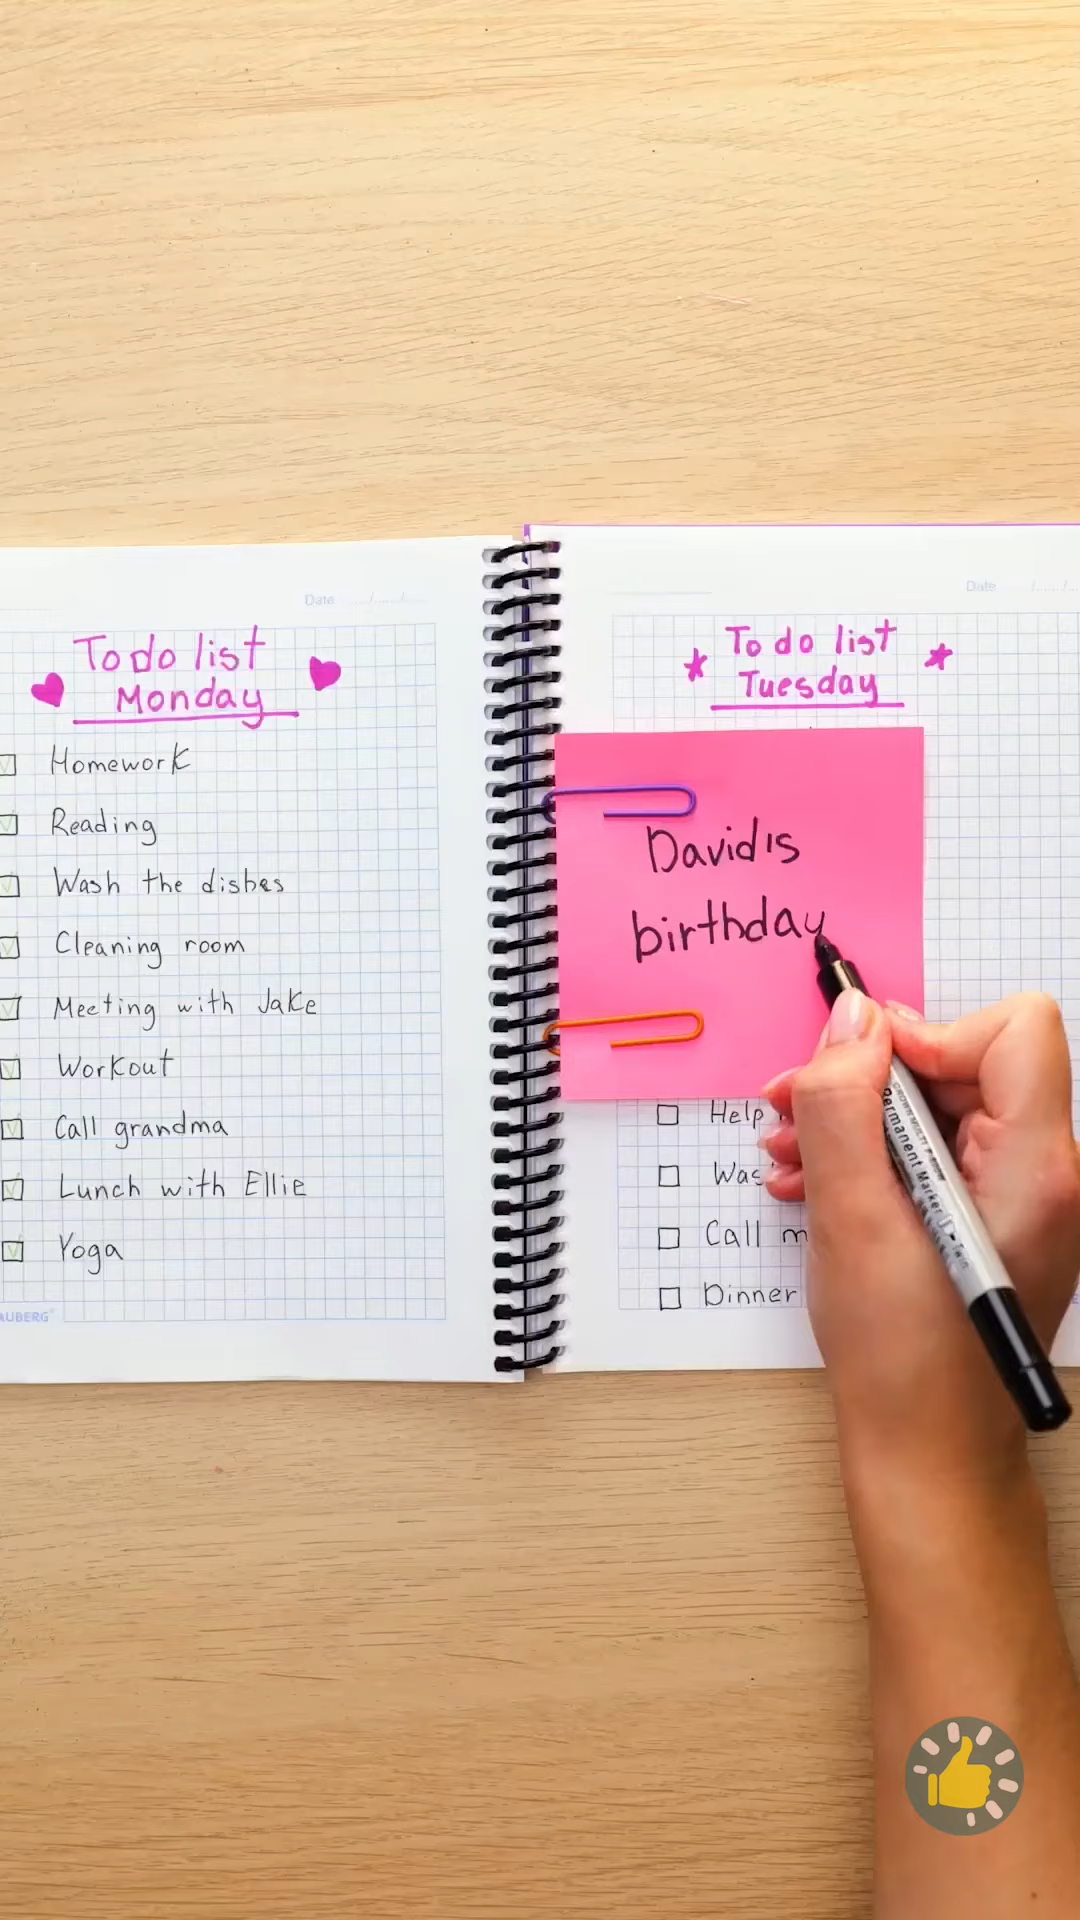 Date
To do list
Monday
Homework
Reading
Wash the dishes
Cleaning room
Meeting with Jake
Workout
Call grandma
Lunch with Ellie
Yoga
Date
To do list
Tuesday
David's
birthday
Help
Call
Dinner
Permanent Marker
Twin